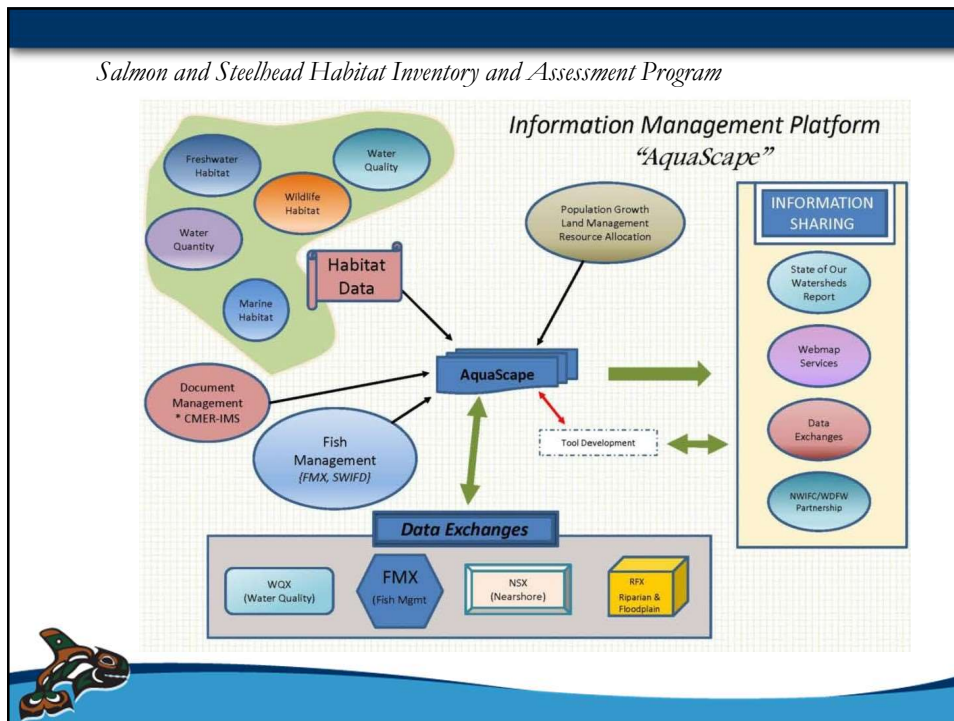 Salmon and Steelhead Habitat Inventory and Assessment Program
Information Management Platform
“AquaScape”
Freshwater
Habitat
Water
Quality
Wildlife
Habitat
Water
Quantity
Marine
Habitat
Habitat
Data
Population Growth
Land Management
Resource Allocation
INFORMATION
SHARING
State of Our
Watersheds
Report
Webmap
Services
Data
Exchanges
NWIFC/WDFW
Partnership
AquaScape
Document
Management
* CMER-IMS
Fish
Management
(FMX, SWIFD)
Tool Development
Data Exchanges
WQX
(Water Quality)
FMX
(Fish Mgmt
NSX
(Nearshore)
RFX
Riparian &
Floodplain